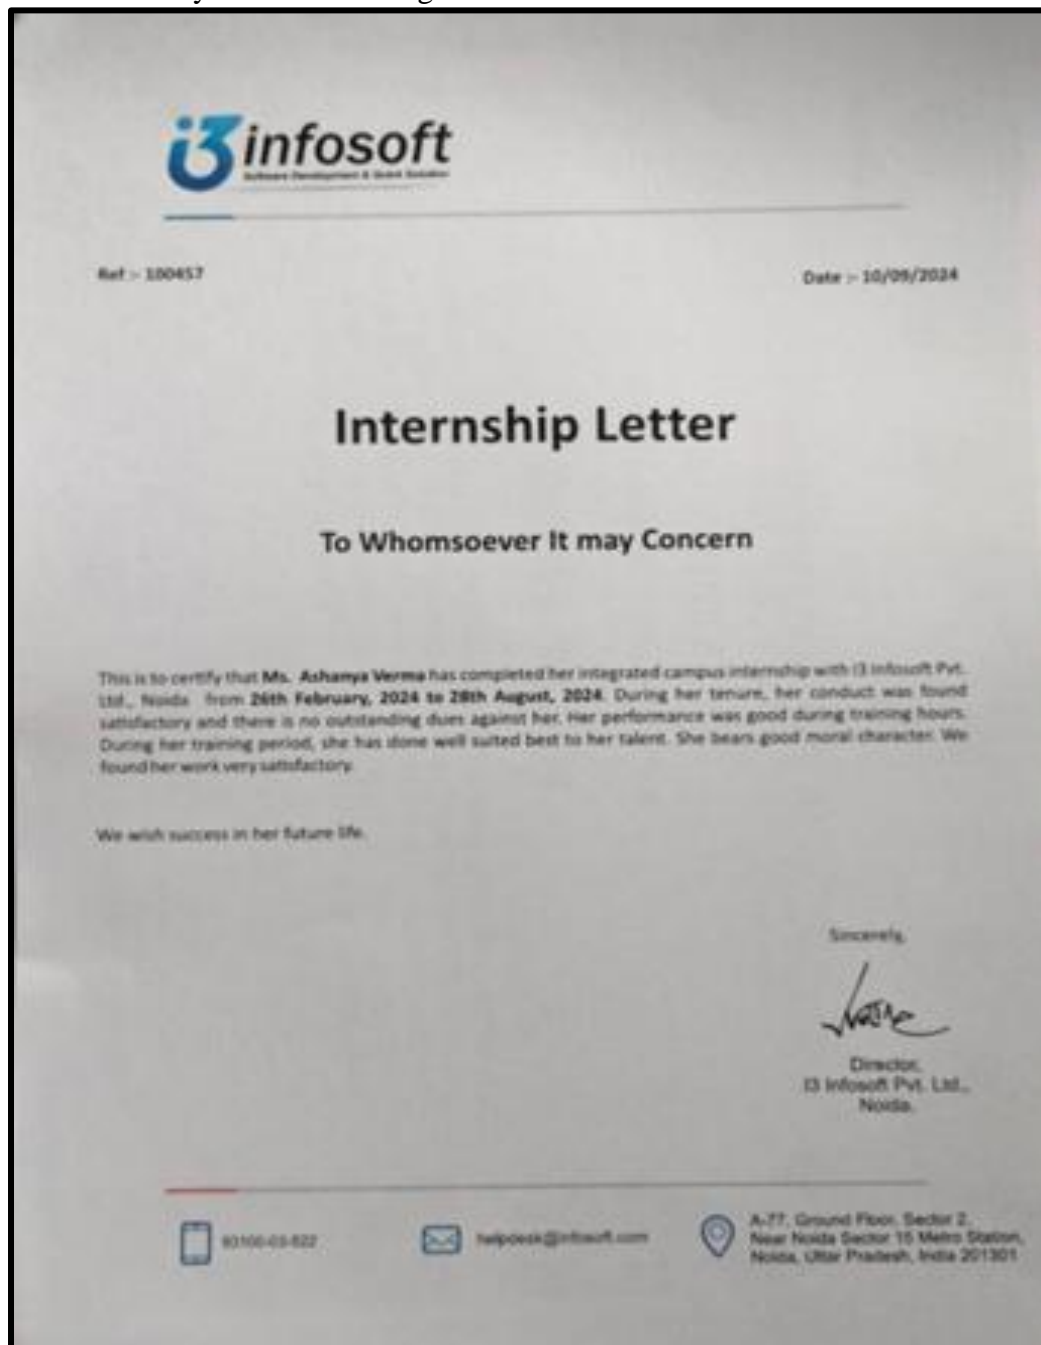 i3 infosoft
Ref :- 100457
Date :- 10/09/2024
Internship Letter
To Whomsoever It may Concern
This is to certify that Ms. Ashanya Verma has completed her integrated campus internship with I3 Infosoft Pvt.
Ltd., Noida from 26th February, 2024 to 28th August, 2024. During her tenure, her conduct was found
satisfactory and there is no outstanding dues against her. Her performance was good during training hours.
During her training period, she has done well suited best to her talent. She bears good moral character. We
found her work very satisfactory.
We wish success in her future life.
Sincerely,
Director,
I3 Infosoft Pvt. Ltd.,
Noida.
A-77, Ground Floor, Sector 2,
Near Noida Sector 15 Metro Station,
Noida, Uttar Pradesh, India 201301